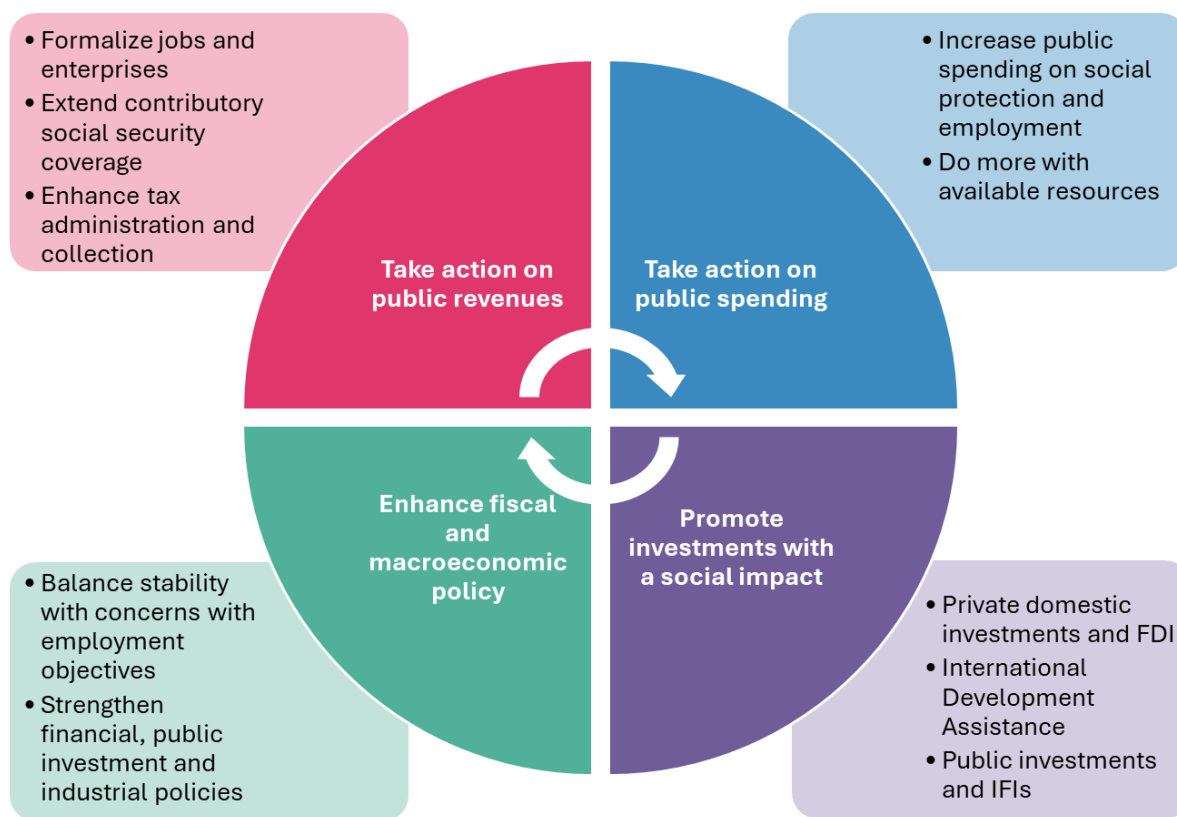 • Formalize jobs and
enterprises
• Extend contributory
social security
coverage
• Enhance tax
administration and
collection
• Increase public
spending on social
protection and
employment
• Do more with
available resources
Take action on
public revenues
Take action on
public spending
Enhance fiscal
and
macroeconomic
policy
Promote
investments with
a social impact
• Balance stability
with concerns with
employment
objectives
• Strengthen
financial, public
investment and
industrial policies
• Private domestic
investments and FDI
• International
Development
Assistance
• Public investments
and IFIs